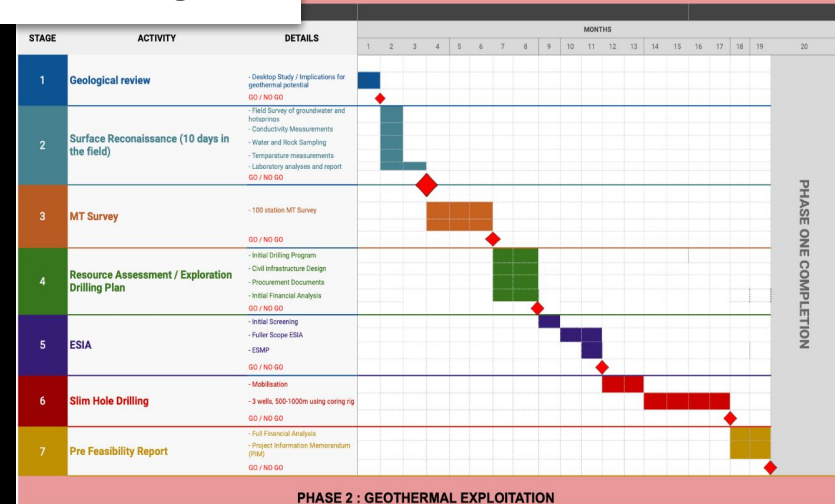 MONTHS
STAGE ACTIVITY DETAILS
1 2 3 4 5 6 7 8 9 10 11 12 13 14 15 16 17 18 19 20
1 Geological review
- Desktop Study / Implications for
geothermal potential
GO / NO GO
2 Surface Reconaissance (10 days in
the field)
- Field Survey of groundwater and
hotsprings
- Conductivity Measurements
- Water and Rock Sampling
- Temparature measurements
- Laboratory analyses and report
GO / NO GO
3 MT Survey
- 100 station MT Survey
GO / NO GO
4 Resource Assessment / Exploration
Drilling Plan
- Initial Drilling Program
- Civil infrastructure Design
- Procurement Documents
- Initial Financial Analysis
GO / NO GO
5 ESIA
- Initial Screening
- Fuller Scope ESIA
- ESMP
GO / NO GO
6 Slim Hole Drilling
- Mobilisation
- 3 wells, 500-1000m using coring rig
GO / NO GO
7 Pre Feasibility Report
- Full Financial Analysis
- Project Information Memorandum
(PIM)
GO / NO GO
PHASE ONE COMPLETION
PHASE 2 : GEOTHERMAL EXPLOITATION